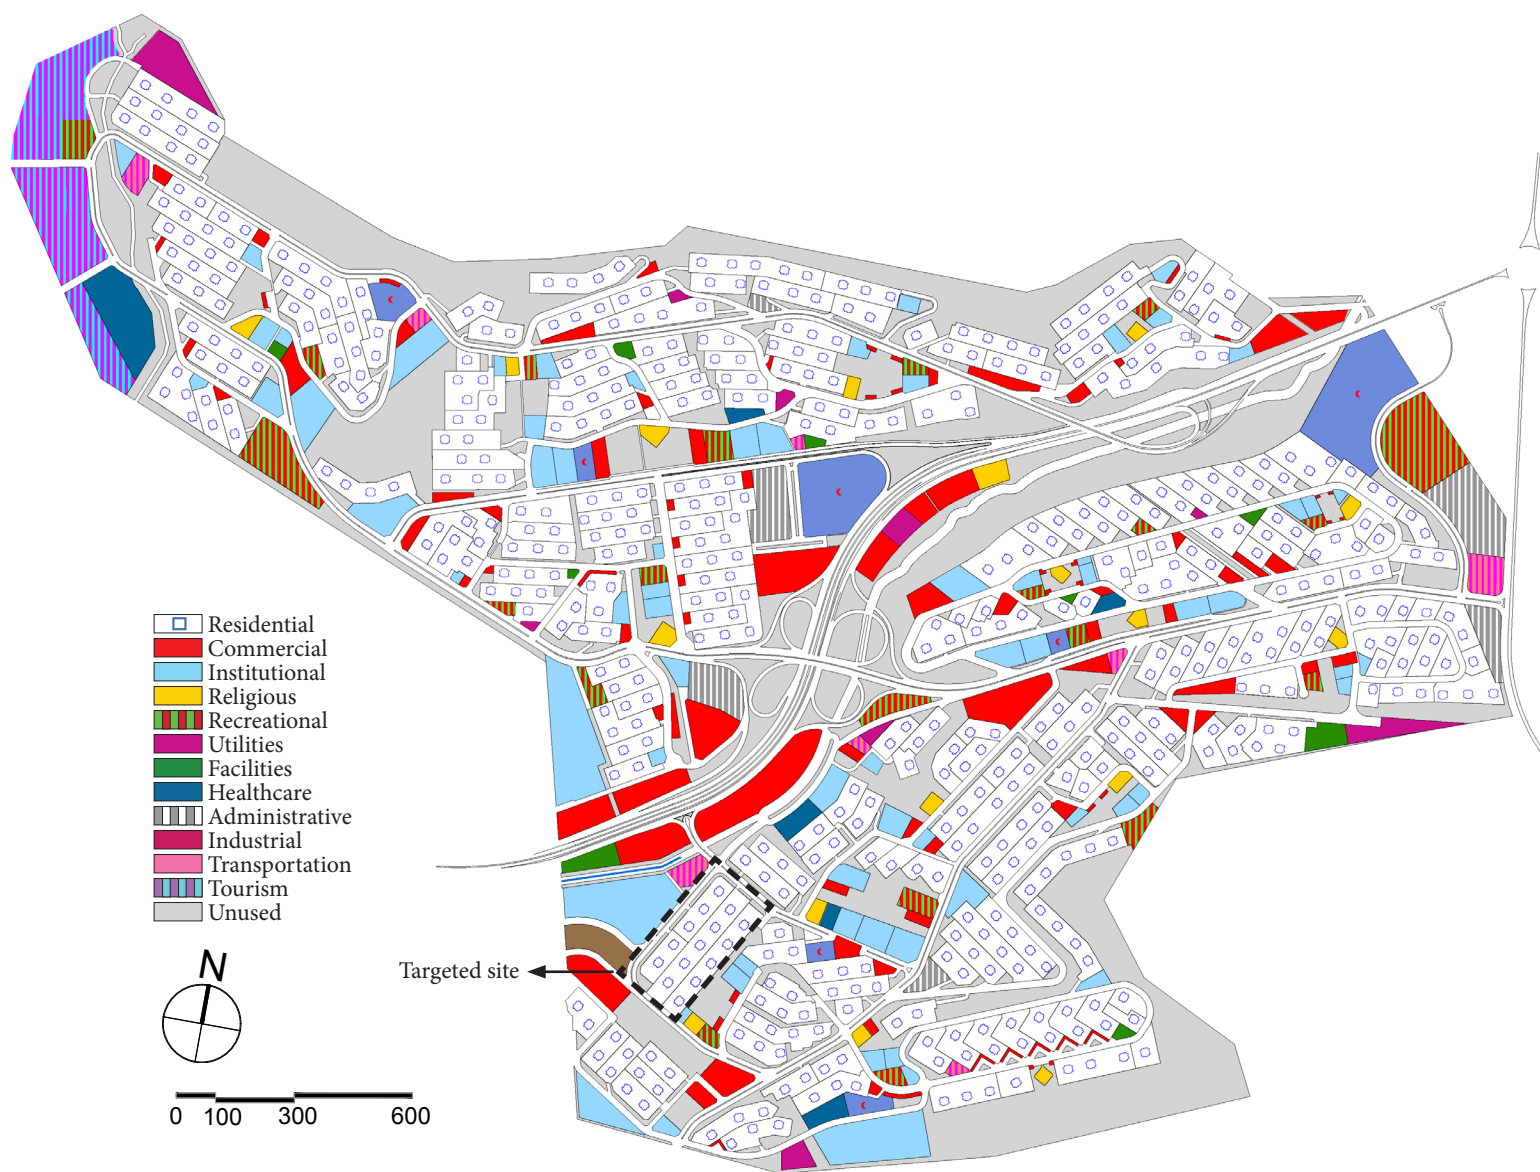 Residential
Commercial
Institutional
Religious
Recreational
Utilities
Facilities
Healthcare
Administrative
Industrial
Transportation
Tourism
Unused
N
Targeted site
0 100 300 600